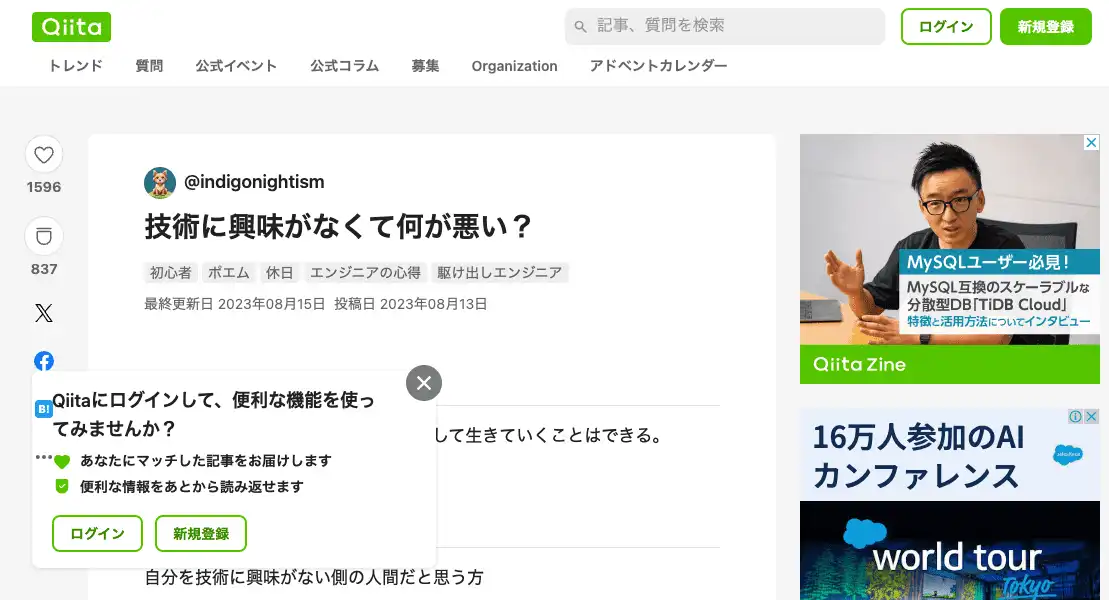 Qiita
記事、質問を検索
ログイン
新規登録
トレンド 質問 公式イベント 公式コラム 募集 Organization アドベントカレンダー
1596
837
@indigonightism
技術に興味がなくて何が悪い？
初心者 ポエム 休日 エンジニアの心得 駆け出しエンジニア
最終更新日 2023年08月15日 投稿日 2023年08月13日
B!
Qiitaにログインして、便利な機能を使っ
てみませんか？
あなたにマッチした記事をお届けします
便利な情報をあとから読み返せます
ログイン 新規登録
して生きていくことはできる。
自分を技術に興味がない側の人間だと思う方
MySQLユーザー必見！
MySQL互換のスケーラブルな
分散型DB「TiDB Cloud」
特徴と活用方法についてインタビュー
Qiita Zine
16万人参加のAI
カンファレンス
salesforce
world tour
Tokyo